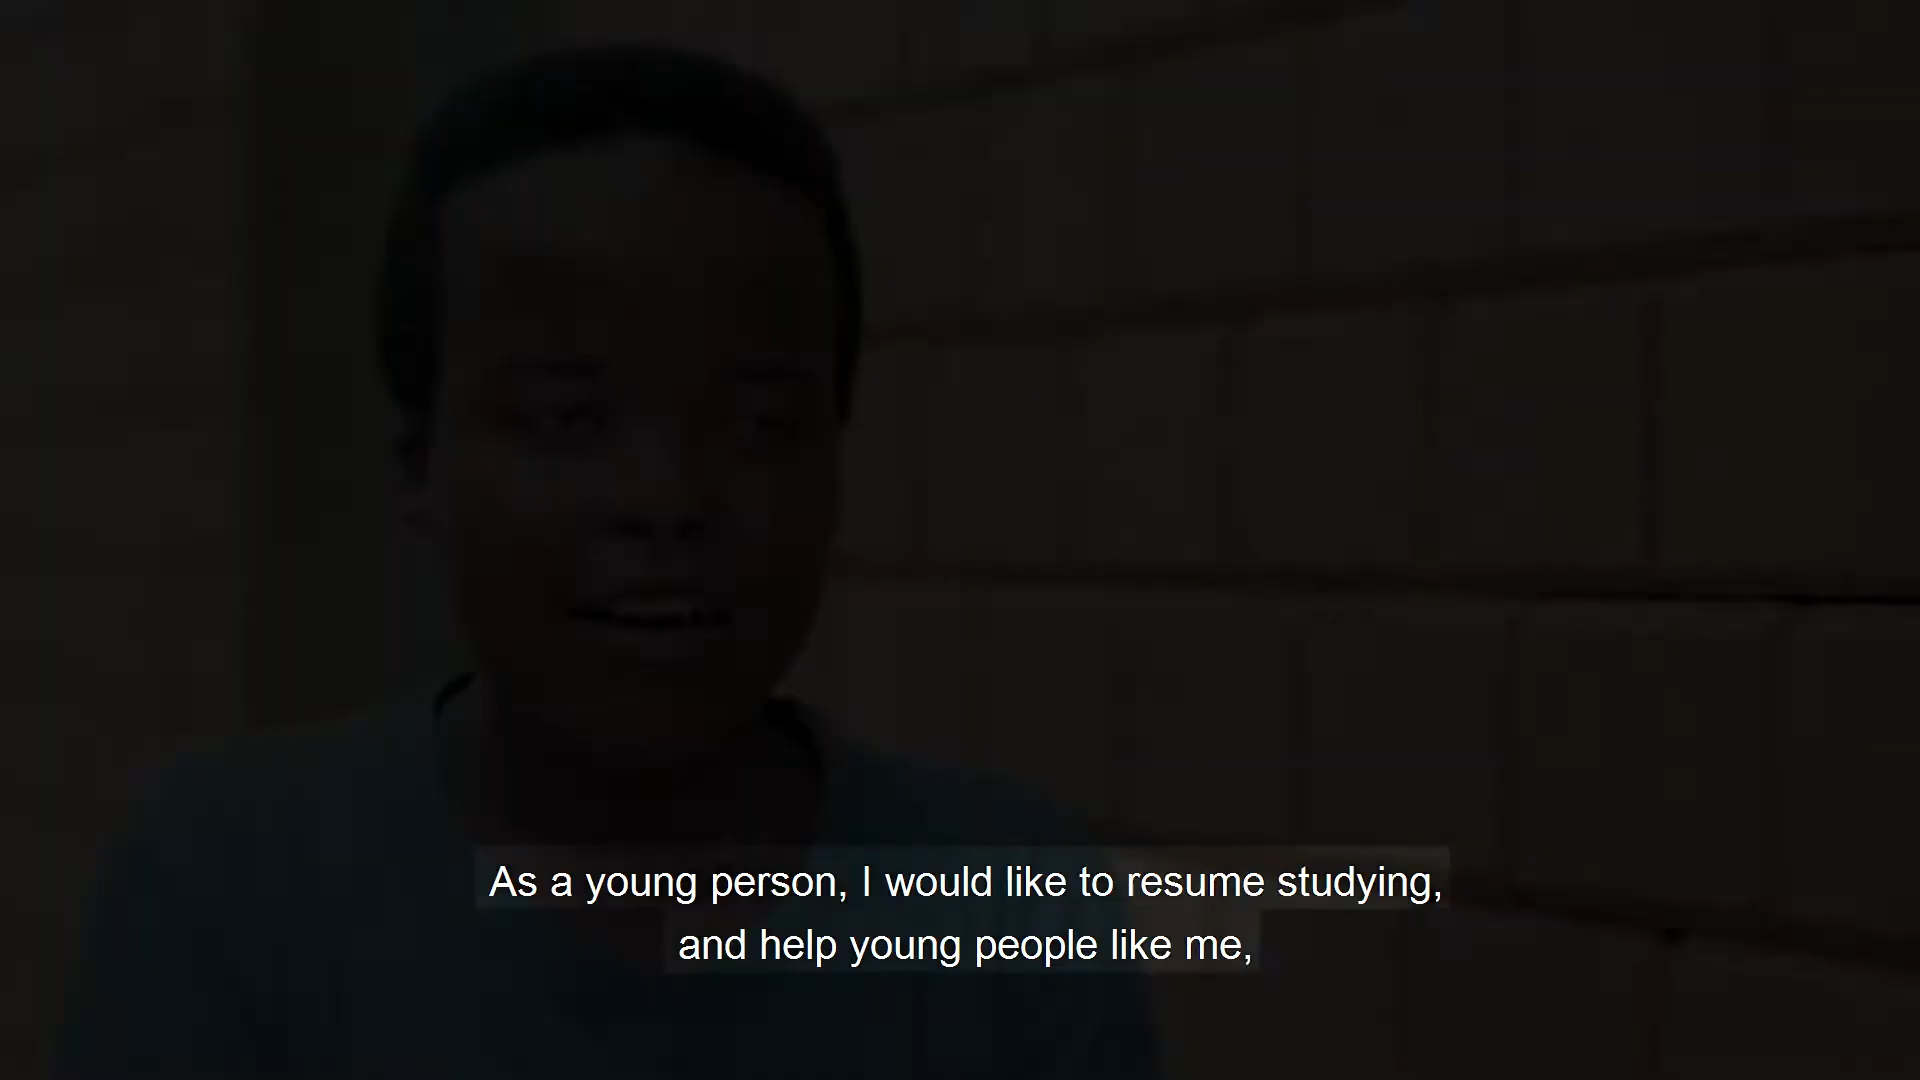 As a young person, I would like to resume studying,
and help young people like me,